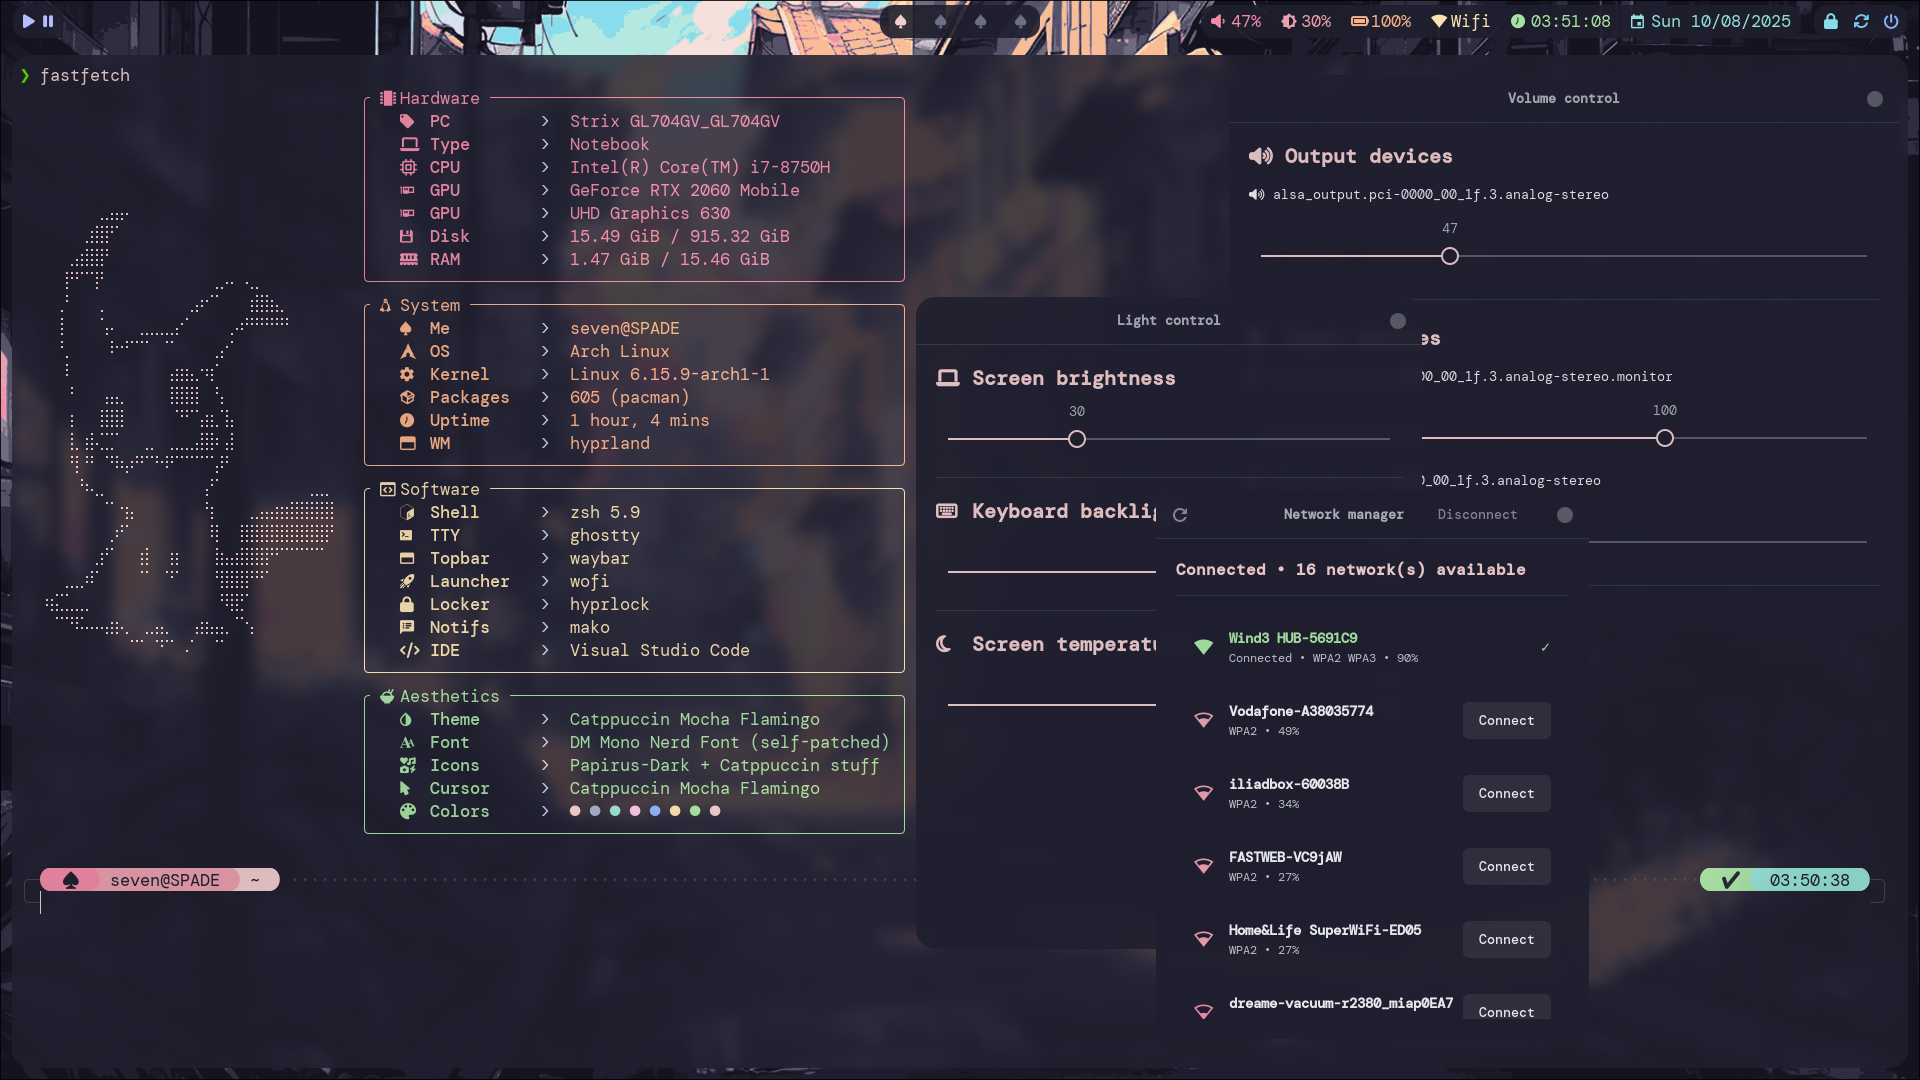 47% 30% 100% Wifi 03:51:08 Sun 10/08/2025
❯ fastfetch
Hardware
PC > Strix GL704GV_GL704GV
Type > Notebook
CPU > Intel(R) Core(TM) i7-8750H
GPU > GeForce RTX 2060 Mobile
GPU > UHD Graphics 630
Disk > 15.49 GiB / 915.32 GiB
RAM > 1.47 GiB / 15.46 GiB
System
Me > seven@SPADE
OS > Arch Linux
Kernel > Linux 6.15.9-arch1-1
Packages > 605 (pacman)
Uptime > 1 hour, 4 mins
WM > hyprland
Software
Shell > zsh 5.9
TTY > ghostty
Topbar > waybar
Launcher > wofi
Locker > hyprlock
Notifs > mako
IDE > Visual Studio Code
Aesthetics
Theme > Catppuccin Mocha Flamingo
Font > DM Mono Nerd Font (self-patched)
Icons > Papirus-Dark + Catppuccin stuff
Cursor > Catppuccin Mocha Flamingo
Colors >
seven@SPADE ~
✔ 03:50:38
Volume control
Output devices
alsa_output.pci-0000_00_1f.3.analog-stereo
47
es
00_00_1f.3.analog-stereo.monitor
100
_00_1f.3.analog-stereo
Light control
Screen brightness
30
Keyboard backlig
Screen temperatu
Network manager Disconnect
Connected • 16 network(s) available
Wind3 HUB-5691C9
Connected • WPA2 WPA3 • 90% ✓
Vodafone-A38035774
WPA2 • 49%
Connect
iliadbox-60038B
WPA2 • 34%
Connect
FASTWEB-VC9jAW
WPA2 • 27%
Connect
Home&Life SuperWiFi-ED05
WPA2 • 27%
Connect
dreame-vacuum-r2380_miap0EA7
Connect